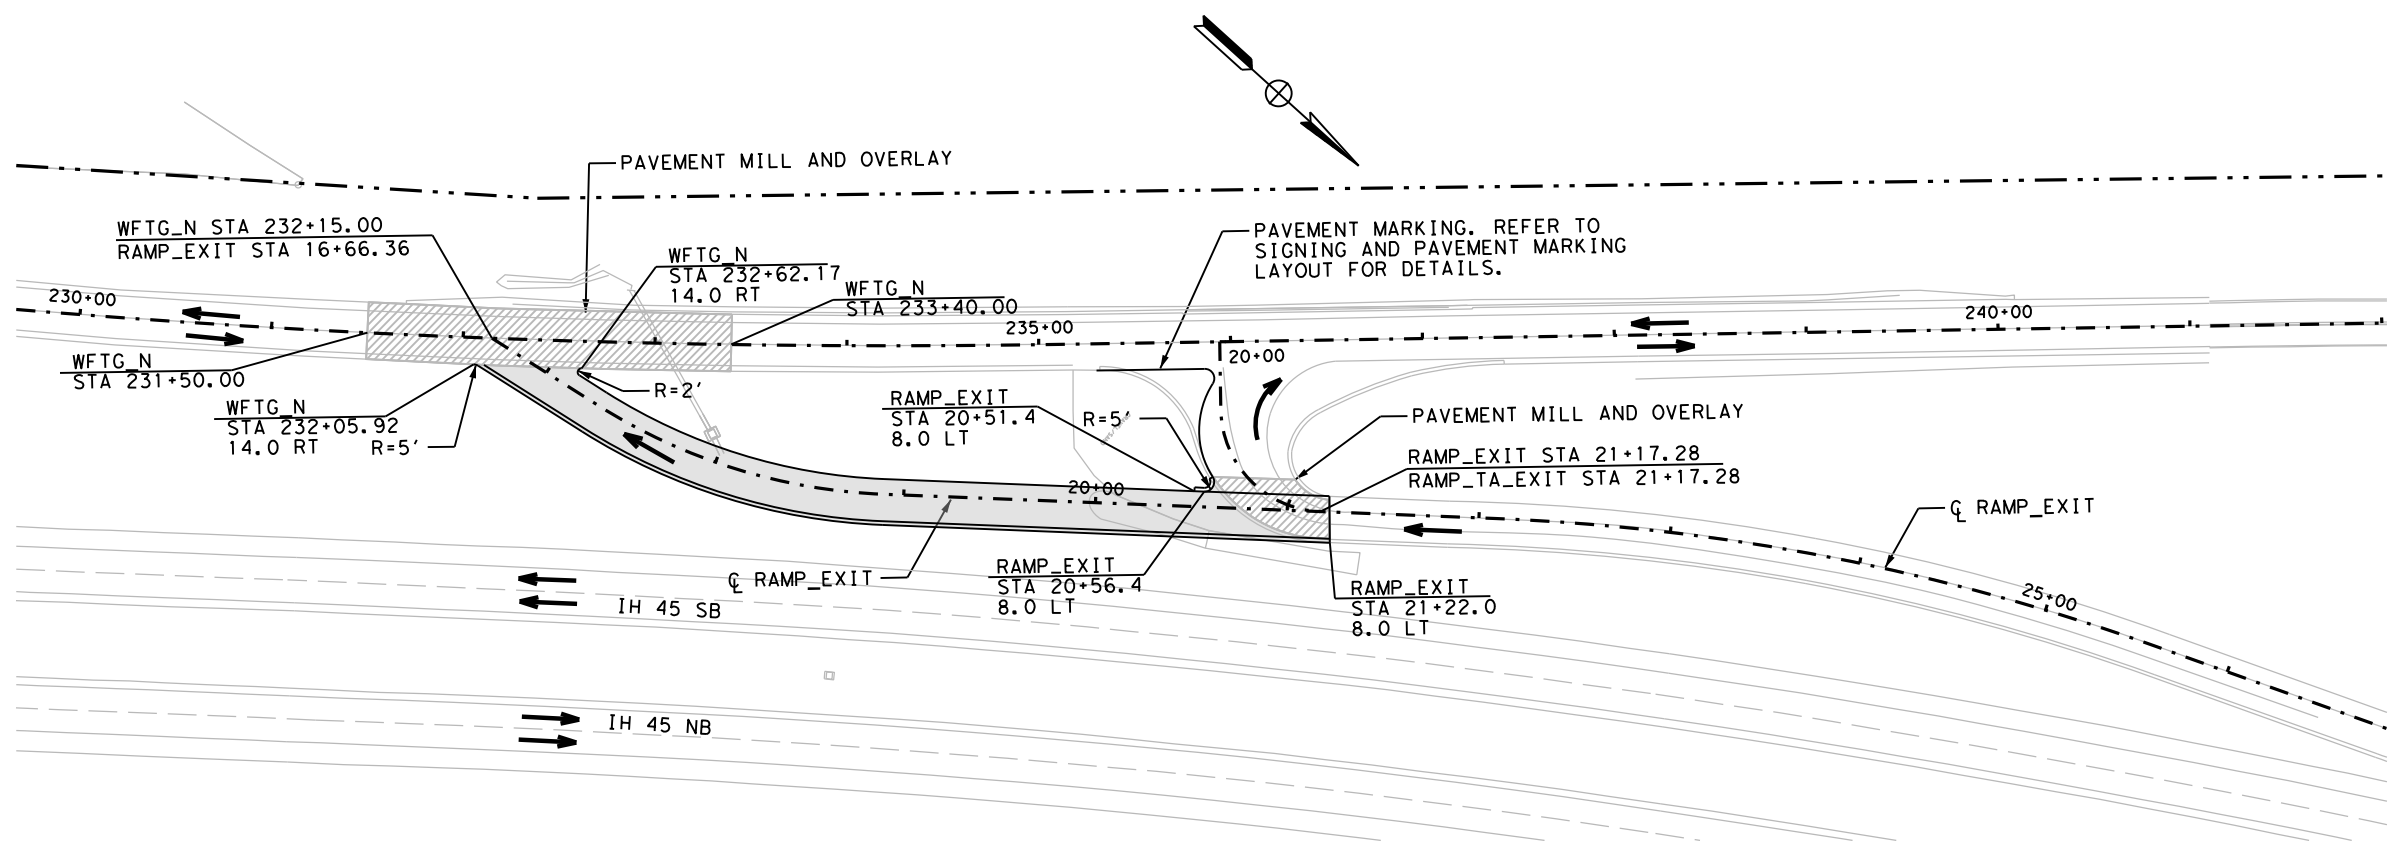 PAVEMENT MILL AND OVERLAY
WFTG_N STA 232+15.00
RAMP_EXIT STA 16+66.36
WFTG_N
STA 232+62.17
14.0 RT
WFTG_N
STA 233+40.00
PAVEMENT MARKING. REFER TO
SIGNING AND PAVEMENT MARKING
LAYOUT FOR DETAILS.
230+00
235+00
240+00
20+00
WFTG_N
STA 231+50.00
R=2'
WFTG_N
STA 232+05.92
14.0 RT
R=5'
RAMP_EXIT
STA 20+51.4
8.0 LT
R=5'
PAVEMENT MILL AND OVERLAY
RAMP_EXIT STA 21+17.28
RAMP_TA_EXIT STA 21+17.28
20+00
℄ RAMP_EXIT
℄ RAMP_EXIT
RAMP_EXIT
STA 20+56.4
8.0 LT
RAMP_EXIT
STA 21+22.0
8.0 LT
25+00
IH 45 SB
IH 45 NB